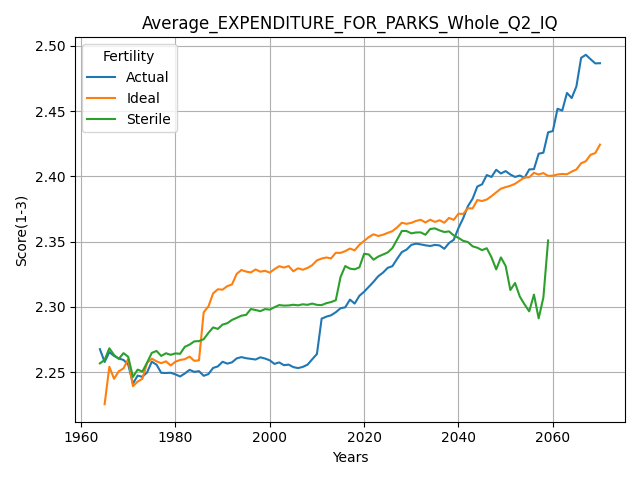 Average_EXPENDITURE_FOR_PARKS_Whole_Q2_IQ
Fertility
Actual
Ideal
Sterile
Score(1-3)
2.50
2.45
2.40
2.35
2.30
2.25
1960 1980 2000 2020 2040 2060
Years